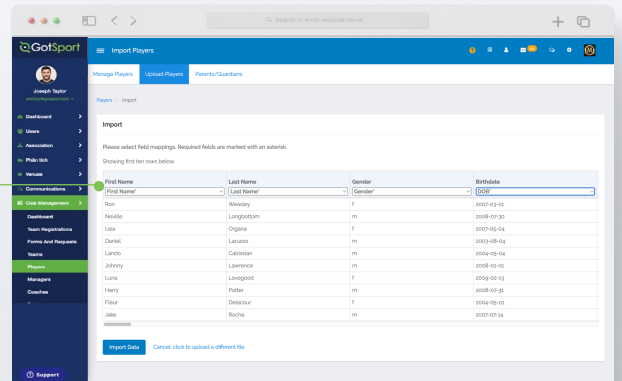 Search or enter website name
GotSport
Import Players
Joseph Taylor
Manage Players Upload Players Parents/Guardians
Players / Import
Dashboard
Users
Association
Phân tích
Venues
Communications
Club Management
Dashboard
Team Registrations
Forms And Requests
Teams
Players
Managers
Coaches
Support
Import
Please select field mappings. Required fields are marked with an asterisk.
Showing first ten rows below.
First Name Last Name Gender Birthdate
First Name* Last Name* Gender* DOB*
Ron Weasley f 2007-03-01
Neville Longbottom m 2008-07-30
Leia Organa f 2007-05-04
Daniel Larusso m 2003-08-04
Lando Calrissian m 2004-05-04
Johnny Lawrence m 2008-01-01
Luna Lovegood f 2009-02-13
Harry Potter m 2008-07-31
Fleur Delacour f 2004-05-01
Jake Rocha m 2007-07-14
Import Data Cancel, click to upload a different file